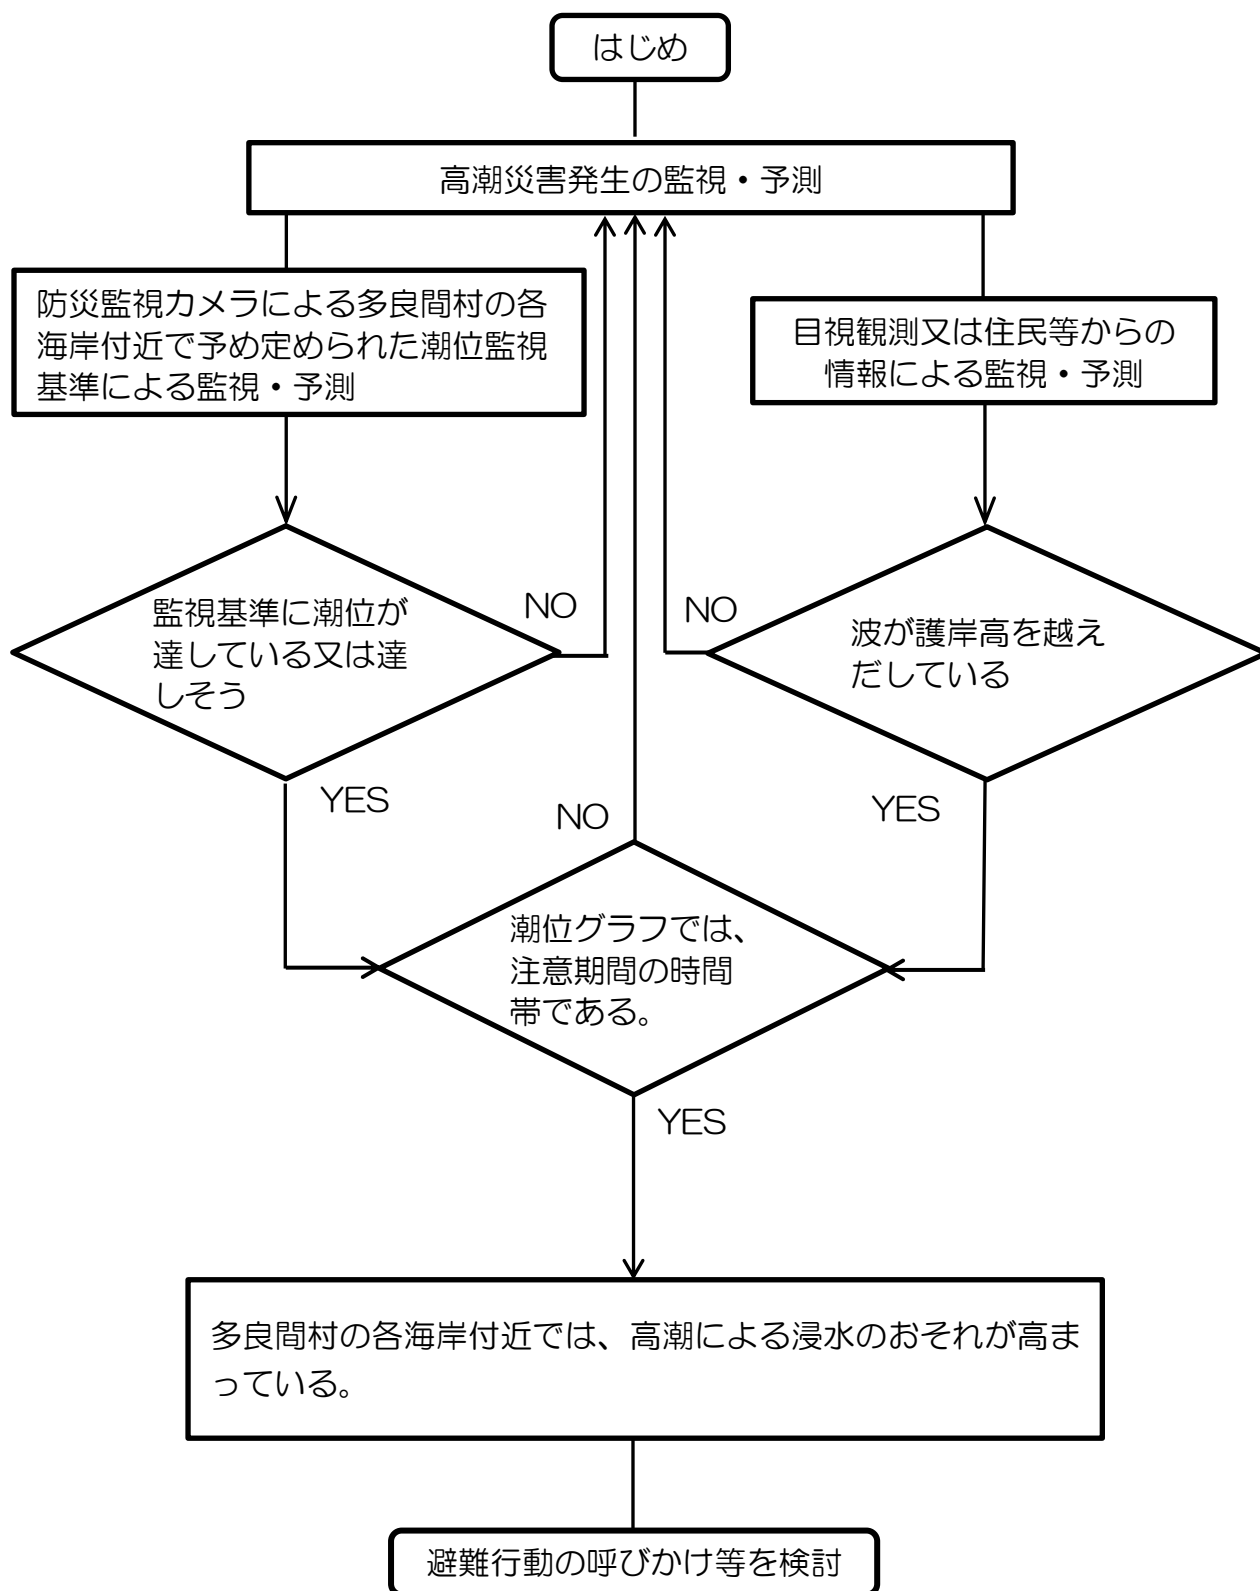 はじめ
高潮災害発生の監視・予測
防災監視カメラによる多良間村の各
海岸付近で予め定められた潮位監視
基準による監視・予測
目視観測又は住民等からの
情報による監視・予測
監視基準に潮位が
達している又は達
しそう
NO
NO
波が護岸高を越え
だしている
YES
NO
YES
潮位グラフでは、
注意期間の時間
帯である。
YES
多良間村の各海岸付近では、高潮による浸水のおそれが高ま
っている。
避難行動の呼びかけ等を検討